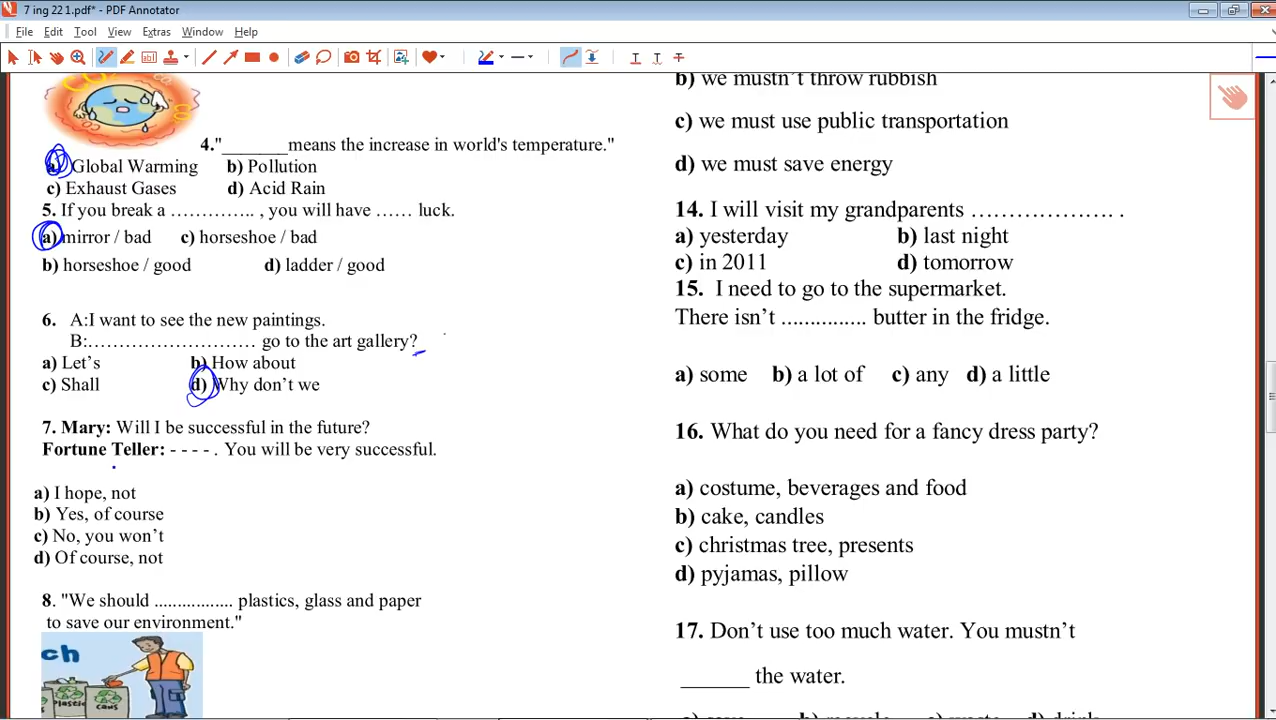 7 ing 22 1.pdf* - PDF Annotator
File Edit Tool View Extras Window Help
4."_______means the increase in world's temperature."
a) Global Warming b) Pollution
c) Exhaust Gases d) Acid Rain
5. If you break a ………….. , you will have …… luck.
a) mirror / bad c) horseshoe / bad
b) horseshoe / good d) ladder / good
6. A:I want to see the new paintings.
B:……………………… go to the art gallery?
a) Let's b) How about
c) Shall d) Why don't we
7. Mary: Will I be successful in the future?
Fortune Teller: - - - - . You will be very successful.
a) I hope, not
b) Yes, of course
c) No, you won't
d) Of course, not
8. "We should ................. plastics, glass and paper
to save our environment."
ch
Plastic
cans
b) we mustn't throw rubbish
c) we must use public transportation
d) we must save energy
14. I will visit my grandparents ………………. .
a) yesterday b) last night
c) in 2011 d) tomorrow
15. I need to go to the supermarket.
There isn't ............... butter in the fridge.
a) some b) a lot of c) any d) a little
16. What do you need for a fancy dress party?
a) costume, beverages and food
b) cake, candles
c) christmas tree, presents
d) pyjamas, pillow
17. Don't use too much water. You mustn't
______ the water.